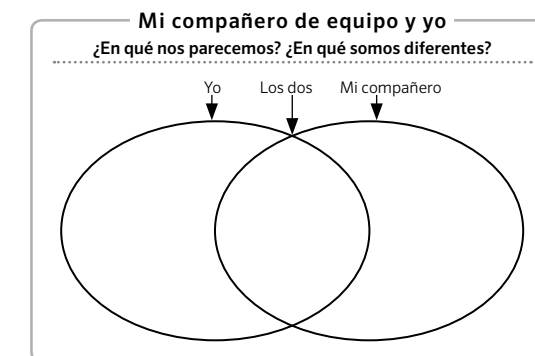 Mi compañero de equipo y yo
¿En qué nos parecemos? ¿En qué somos diferentes?
Yo Los dos Mi compañero